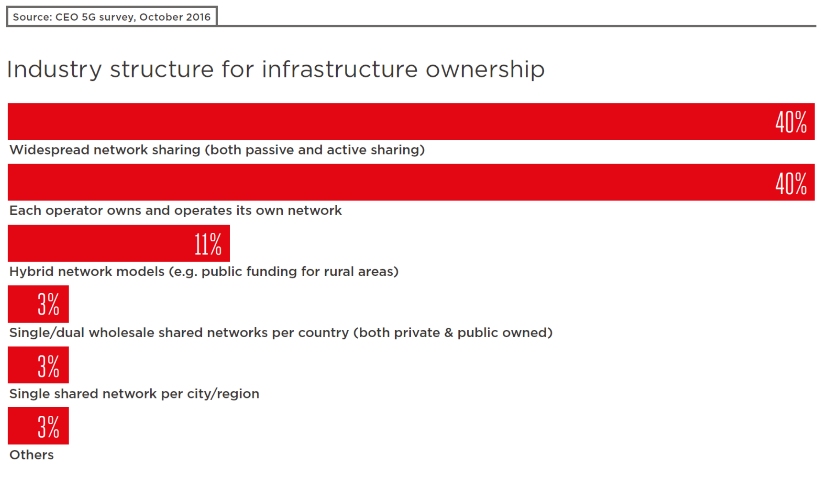 Source: CEO 5G survey, October 2016
Industry structure for infrastructure ownership
40%
Widespread network sharing (both passive and active sharing)
40%
Each operator owns and operates its own network
11%
Hybrid network models (e.g. public funding for rural areas)
3%
Single/dual wholesale shared networks per country (both private & public owned)
3%
Single shared network per city/region
3%
Others